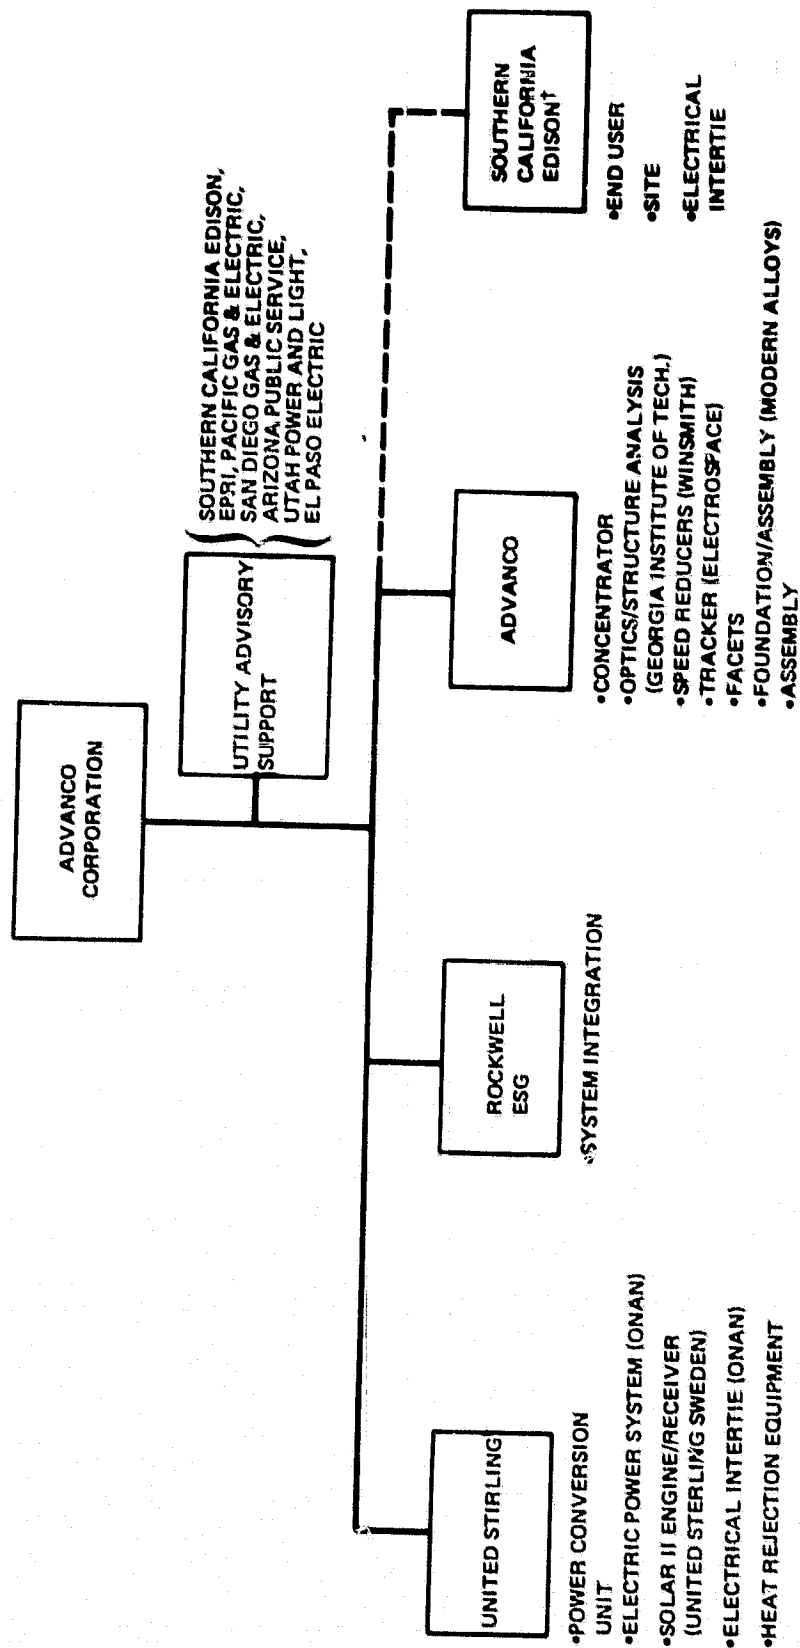 ADVANCO
CORPORATION
UTILITY ADVISORY
SUPPORT
SOUTHERN CALIFORNIA EDISON,
EPRI, PACIFIC GAS & ELECTRIC,
SAN DIEGO GAS & ELECTRIC,
ARIZONA PUBLIC SERVICE,
UTAH POWER AND LIGHT,
EL PASO ELECTRIC
UNITED STIRLING
•POWER CONVERSION
UNIT
•ELECTRIC POWER SYSTEM (ONAN)
•SOLAR II ENGINE/RECEIVER
(UNITED STERLING SWEDEN)
•ELECTRICAL INTERTIE (ONAN)
•HEAT REJECTION EQUIPMENT
ROCKWELL
ESG
•SYSTEM INTEGRATION
ADVANCO
•CONCENTRATOR
•OPTICS/STRUCTURE ANALYSIS
(GEORGIA INSTITUTE OF TECH.)
•SPEED REDUCERS (WINSMITH)
•TRACKER (ELECTROSPACE)
•FACETS
•FOUNDATION/ASSEMBLY (MODERN ALLOYS)
•ASSEMBLY
SOUTHERN
CALIFORNIA
EDISON†
•END USER
•SITE
•ELECTRICAL
INTERTIE